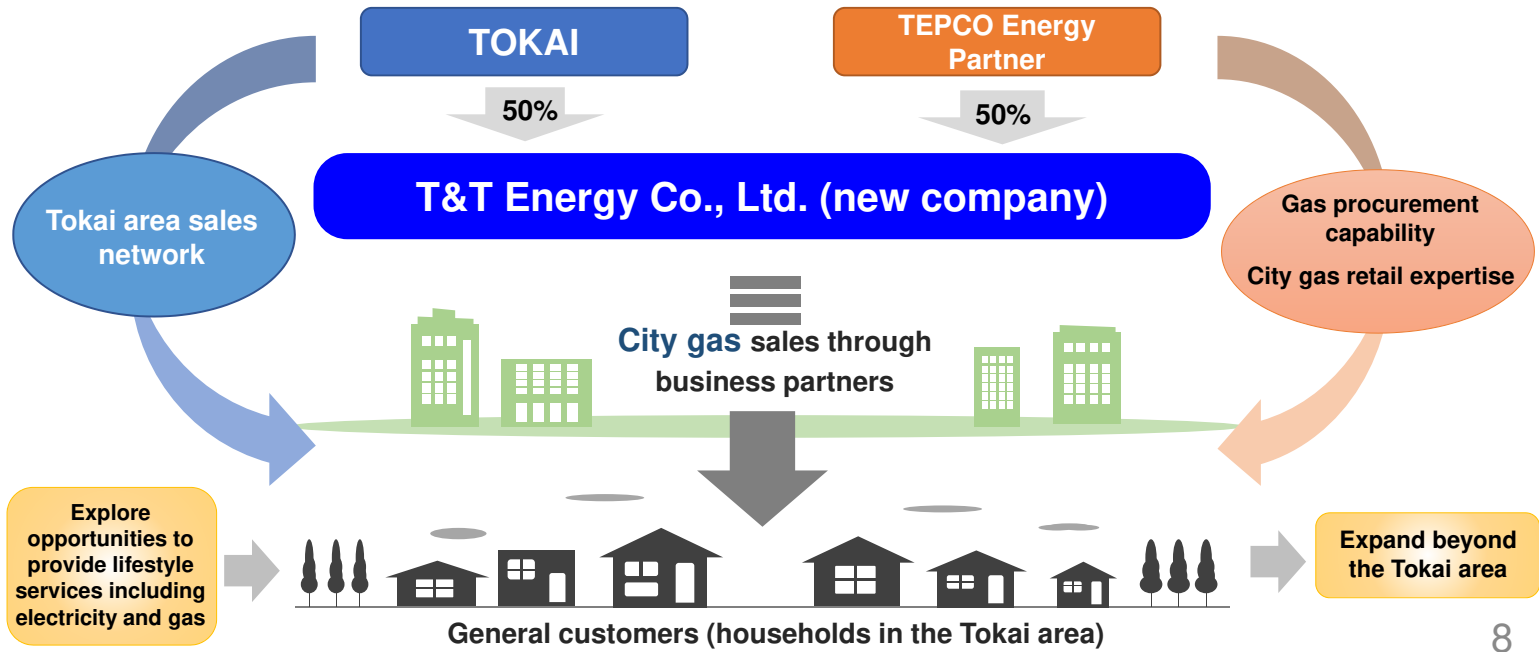 TOKAI
TEPCO Energy
Partner
50%
50%
T&T Energy Co., Ltd. (new company)
Tokai area sales
network
Gas procurement
capability
City gas retail expertise
City gas sales through
business partners
Explore
opportunities to
provide lifestyle
services including
electricity and gas
Expand beyond
the Tokai area
General customers (households in the Tokai area)
8